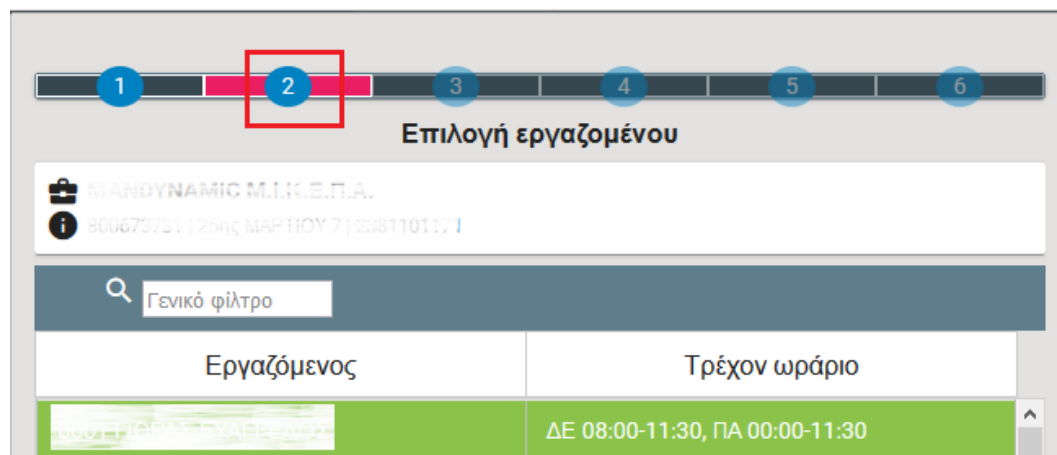 1 2 3 4 5 6
Επιλογή εργαζομένου
MANDYNAMIC Μ.Ι.Κ.Ε.Π.Α.
Γενικό φίλτρο
Εργαζόμενος Τρέχον ωράριο
ΔΕ 08:00-11:30, ΠΑ 00:00-11:30